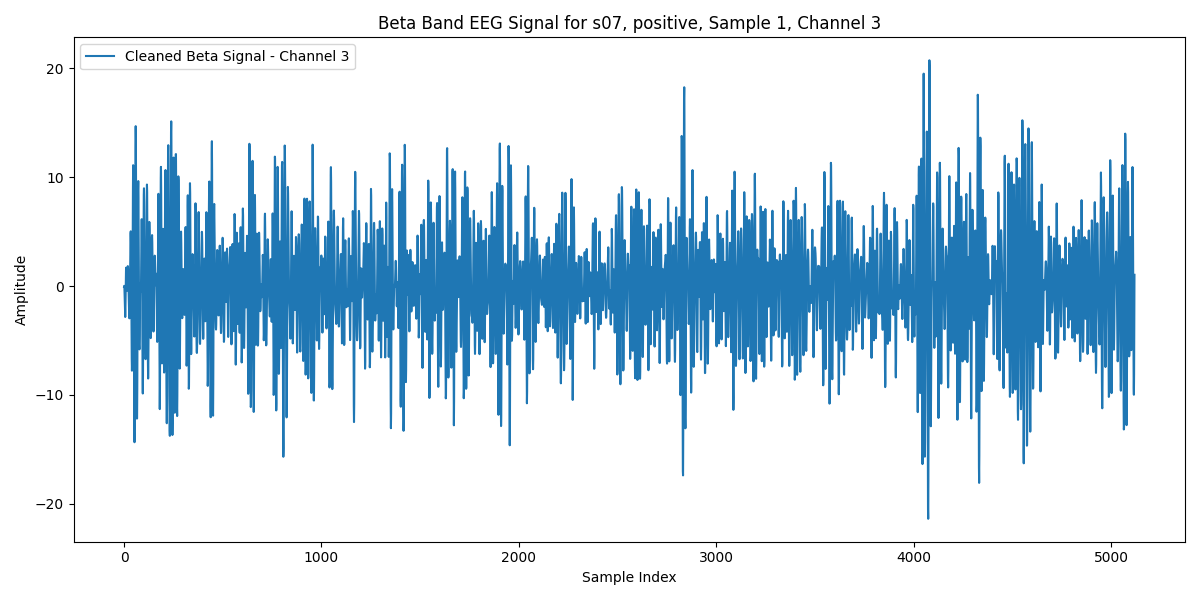 Beta Band EEG Signal for s07, positive, Sample 1, Channel 3
Cleaned Beta Signal - Channel 3
Amplitude
20
10
0
−10
−20
0 1000 2000 3000 4000 5000
Sample Index